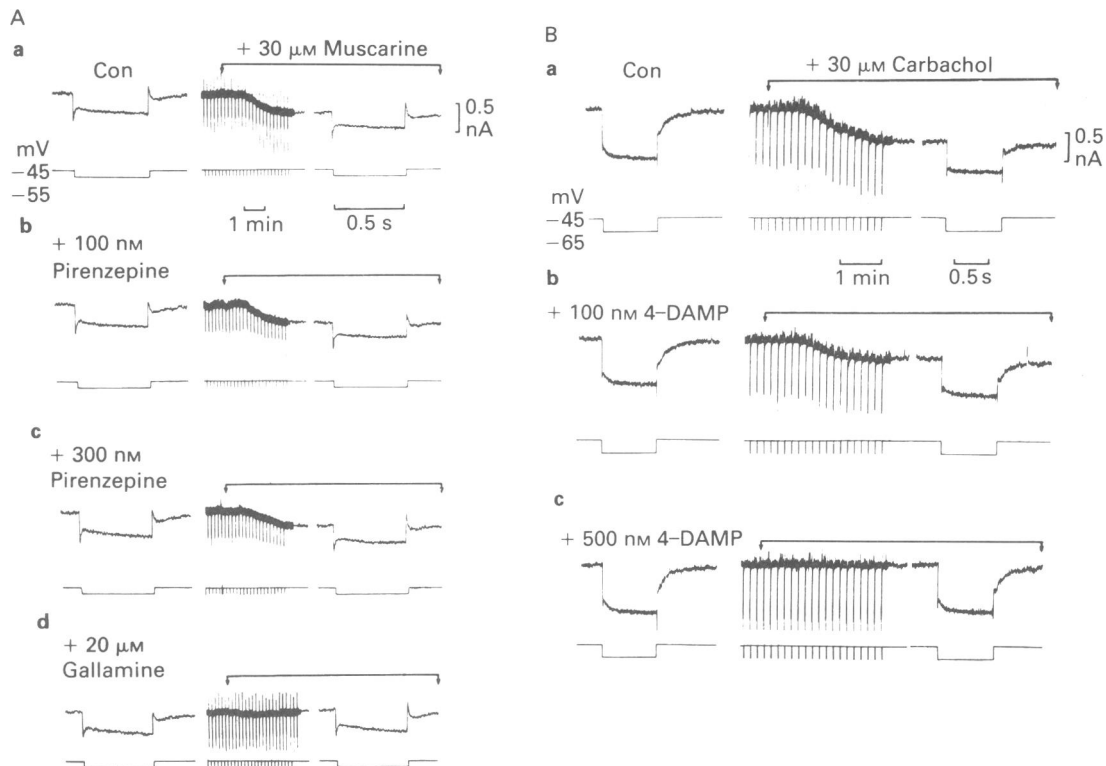 A
a
Con
+ 30 μM Muscarine
0.5
nA
mV
−45
−55
1 min
0.5 s
b
+ 100 nM
Pirenzepine
c
+ 300 nM
Pirenzepine
d
+ 20 μM
Gallamine
B
a
Con
+ 30 μM Carbachol
0.5
nA
mV
−45
−65
1 min
0.5 s
b
+ 100 nM 4–DAMP
c
+ 500 nM 4–DAMP